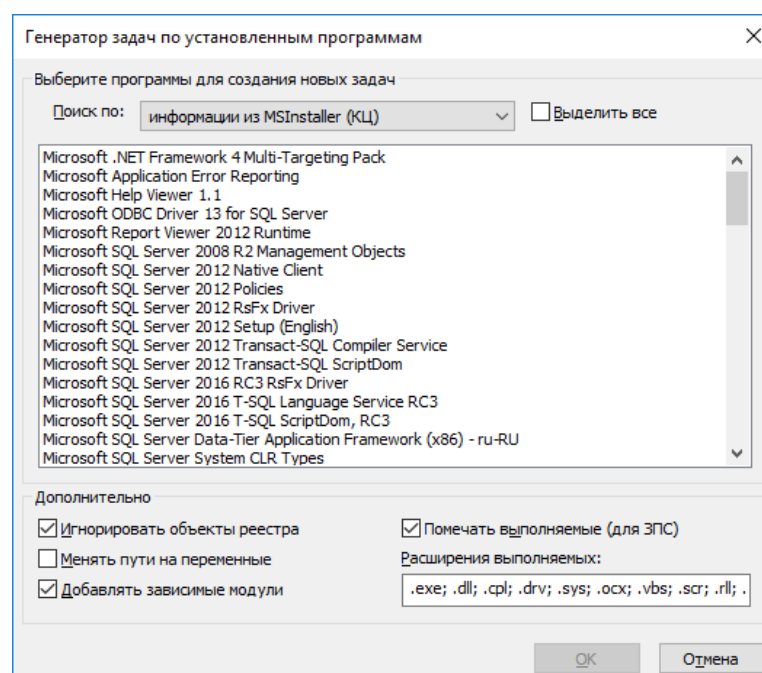 Генератор задач по установленным программам
Выберите программы для создания новых задач
Поиск по: информации из MSInstaller (КЦ) Выделить все
Microsoft .NET Framework 4 Multi-Targeting Pack
Microsoft Application Error Reporting
Microsoft Help Viewer 1.1
Microsoft ODBC Driver 13 for SQL Server
Microsoft Report Viewer 2012 Runtime
Microsoft SQL Server 2008 R2 Management Objects
Microsoft SQL Server 2012 Native Client
Microsoft SQL Server 2012 Policies
Microsoft SQL Server 2012 RsFx Driver
Microsoft SQL Server 2012 Setup (English)
Microsoft SQL Server 2012 Transact-SQL Compiler Service
Microsoft SQL Server 2012 Transact-SQL ScriptDom
Microsoft SQL Server 2016 RC3 RsFx Driver
Microsoft SQL Server 2016 T-SQL Language Service RC3
Microsoft SQL Server 2016 T-SQL ScriptDom, RC3
Microsoft SQL Server Data-Tier Application Framework (x86) - ru-RU
Microsoft SQL Server System CLR Types
Дополнительно
Игнорировать объекты реестра Помечать выполняемые (для ЗПС)
Менять пути на переменные Расширения выполняемых:
Добавлять зависимые модули .exe; .dll; .cpl; .drv; .sys; .ocx; .vbs; .scr; .rll; .
OK Отмена